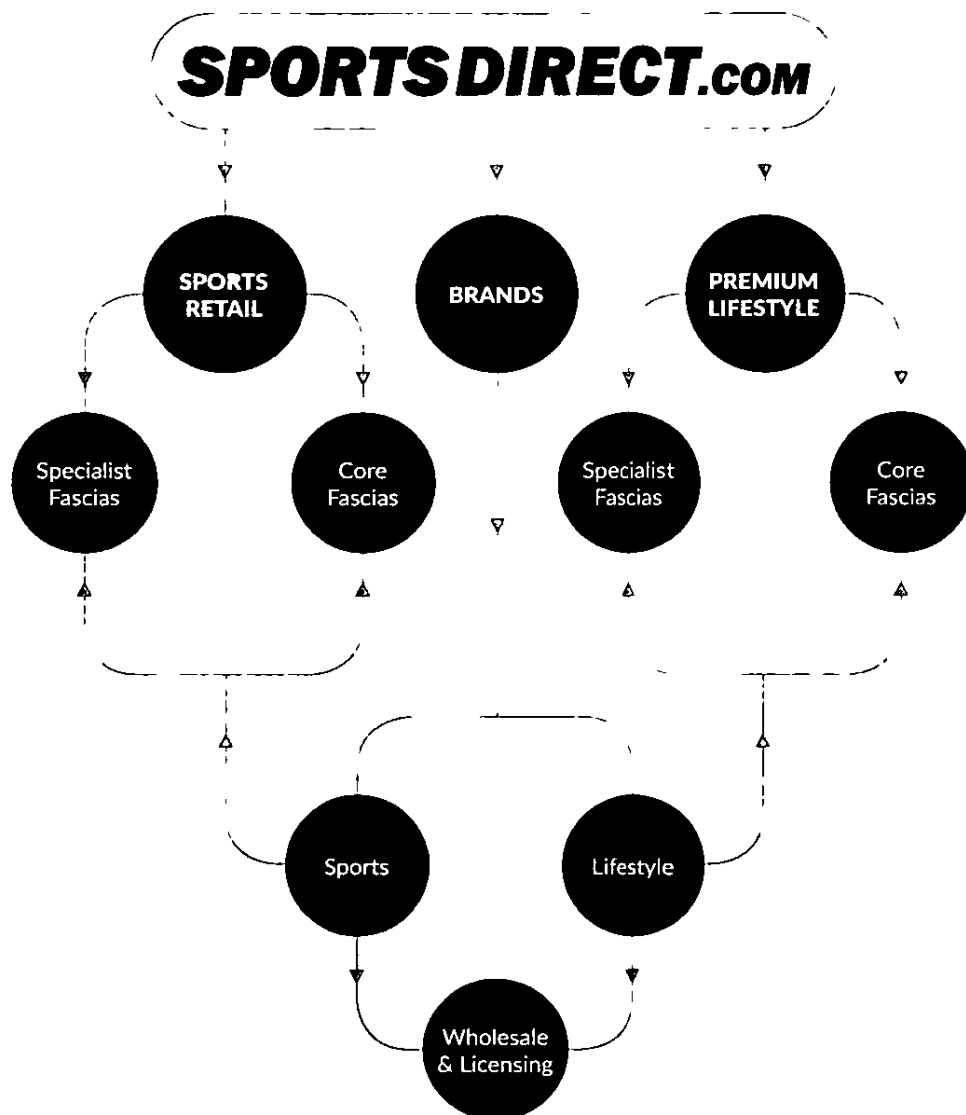 SPORTSDIRECT.COM
SPORTS
RETAIL
BRANDS
PREMIUM
LIFESTYLE
Specialist
Fascias
Core
Fascias
Specialist
Fascias
Core
Fascias
Sports
Lifestyle
Wholesale
& Licensing